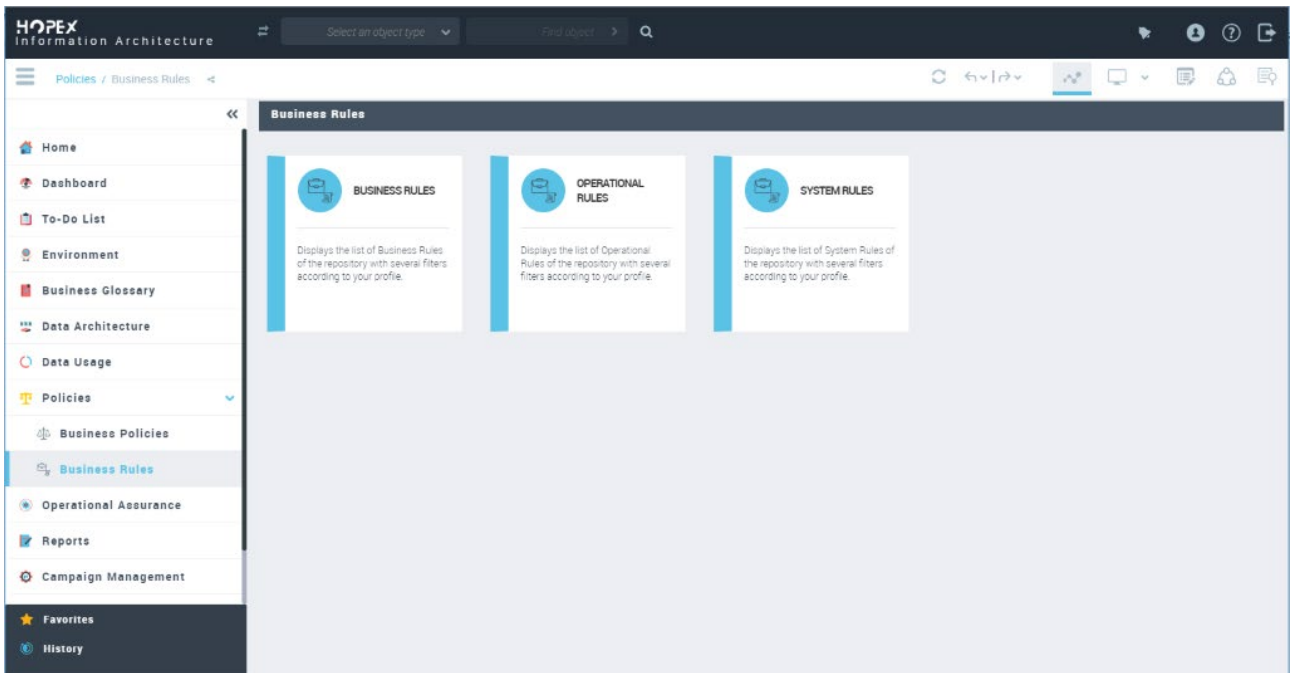 HOPEX
Information Architecture
Select an object type
Find object
Policies / Business Rules
Business Rules
Home
Dashboard
To-Do List
Environment
Business Glossary
Data Architecture
Data Usage
Policies
Business Policies
Business Rules
Operational Assurance
Reports
Campaign Management
Favorites
History
BUSINESS RULES
Displays the list of Business Rules
of the repository with several filters
according to your profile.
OPERATIONAL
RULES
Displays the list of Operational
Rules of the repository with several
filters according to your profile.
SYSTEM RULES
Displays the list of System Rules of
the repository with several filters
according to your profile.